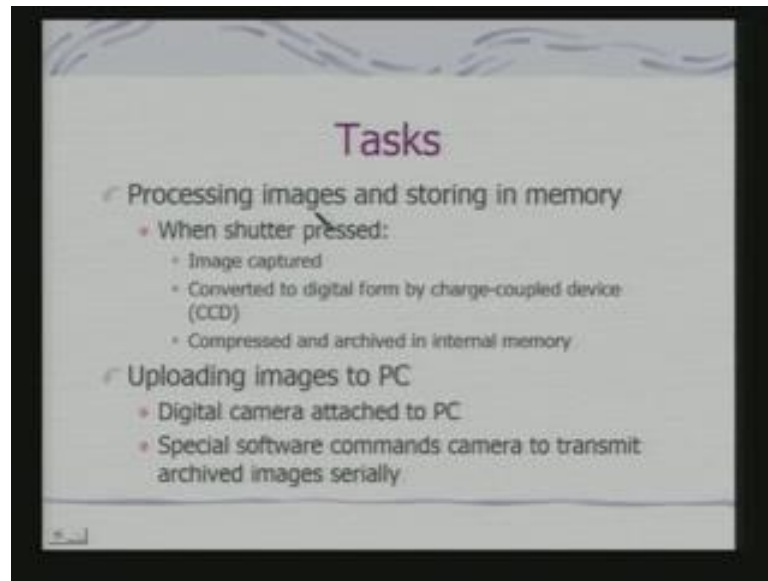 Tasks
Processing images and storing in memory
When shutter pressed:
Image captured
Converted to digital form by charge-coupled device
(CCD)
Compressed and archived in internal memory
Uploading images to PC
Digital camera attached to PC
Special software commands camera to transmit
archived images serially